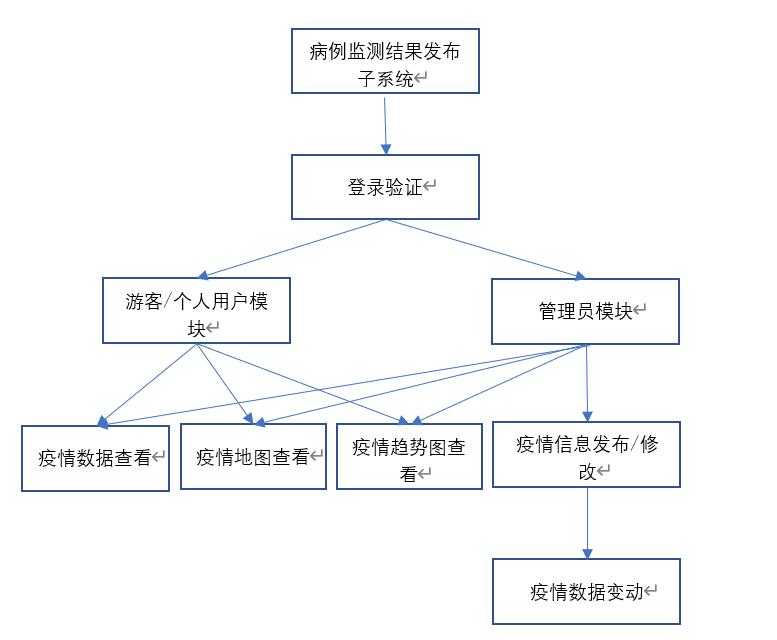 病例监测结果发布
子系统
登录验证
游客/个人用户模
块
管理员模块
疫情数据查看
疫情地图查看
疫情趋势图查
看
疫情信息发布/修
改
疫情数据变动